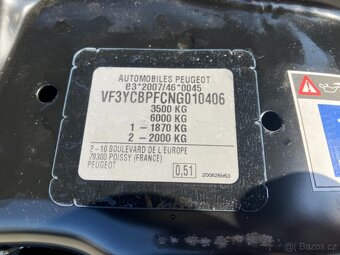 AUTOMOBILES PEUGEOT
e3*2007/46*0045
VF3YCBPFCNG010406
3500 KG
6000 KG
1 – 1870 KG
2 – 2000 KG
2 – 10 BOULEVARD DE L'EUROPE
78300 POISSY (FRANCE)
PEUGEOT
0,51
bazos.cz